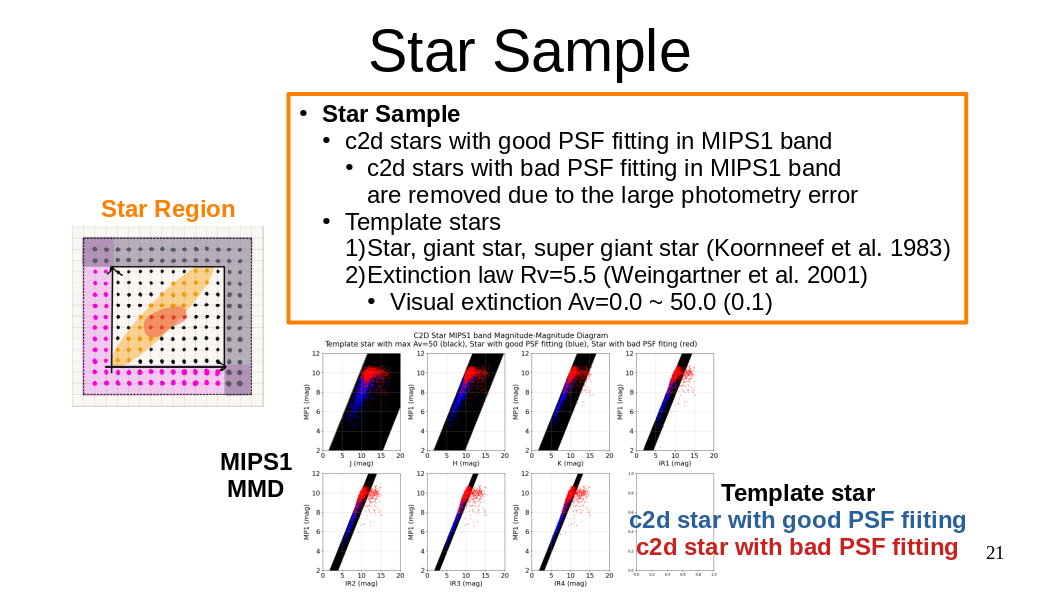 Star Sample
• Star Sample
• c2d stars with good PSF fitting in MIPS1 band
• c2d stars with bad PSF fitting in MIPS1 band
are removed due to the large photometry error
• Template stars
1)Star, giant star, super giant star (Koornneef et al. 1983)
2)Extinction law Rv=5.5 (Weingartner et al. 2001)
• Visual extinction Av=0.0 ~ 50.0 (0.1)
Star Region
C2D Star MIPS1 band Magnitude-Magnitude Diagram
Template star with max Av=50 (black), Star with good PSF fitting (blue), Star with bad PSF fiting (red)
MP1 (mag) 12 10 8 6 4 2
0 5 10 15 20
J (mag)
MP1 (mag) 12 10 8 6 4 2
0 5 10 15 20
H (mag)
MP1 (mag) 12 10 8 6 4 2
0 5 10 15 20
K (mag)
MP1 (mag) 12 10 8 6 4 2
0 5 10 15 20
IR1 (mag)
MIPS1
MMD
MP1 (mag) 12 10 8 6 4 2
0 5 10 15 20
IR2 (mag)
MP1 (mag) 12 10 8 6 4 2
0 5 10 15 20
IR3 (mag)
MP1 (mag) 12 10 8 6 4 2
0 5 10 15 20
IR4 (mag)
1.0 0.8 0.6 0.4 0.2 0.0
0.0 0.2 0.4 0.6 0.8 1.0
Template star
c2d star with good PSF fiiting
c2d star with bad PSF fitting
21